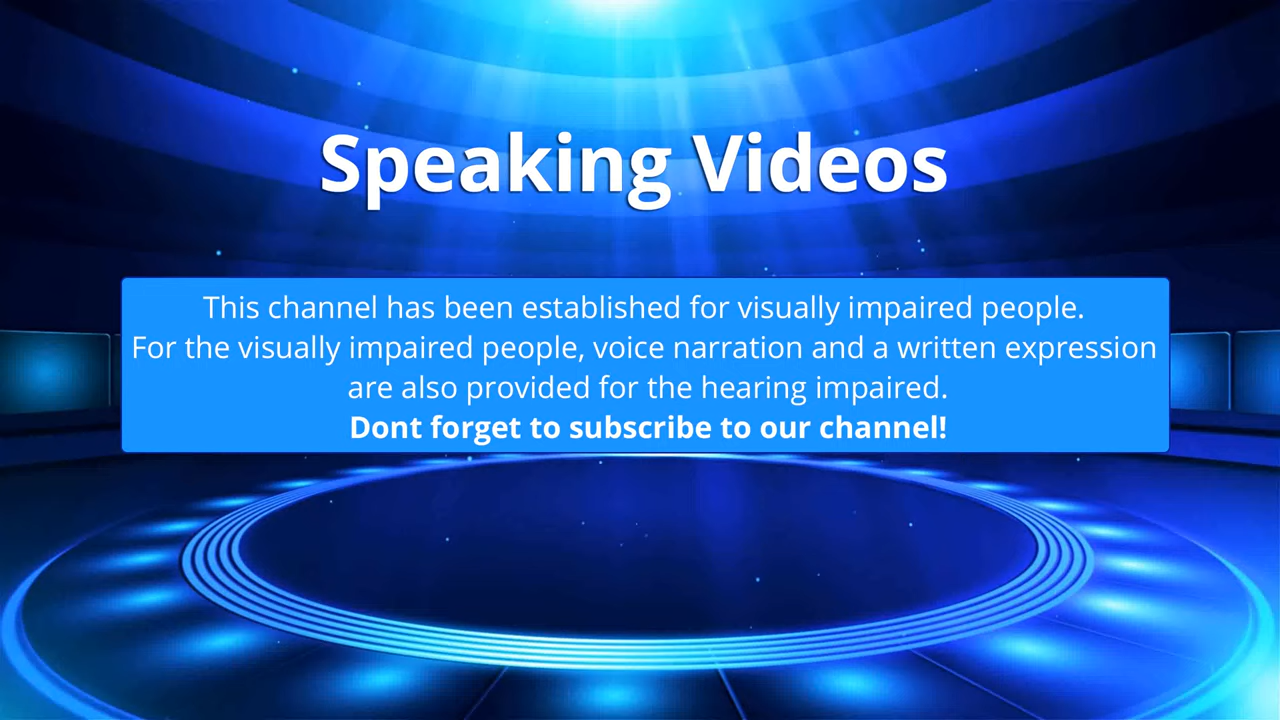 Speaking Videos
This channel has been established for visually impaired people.
For the visually impaired people, voice narration and a written expression
are also provided for the hearing impaired.
Dont forget to subscribe to our channel!